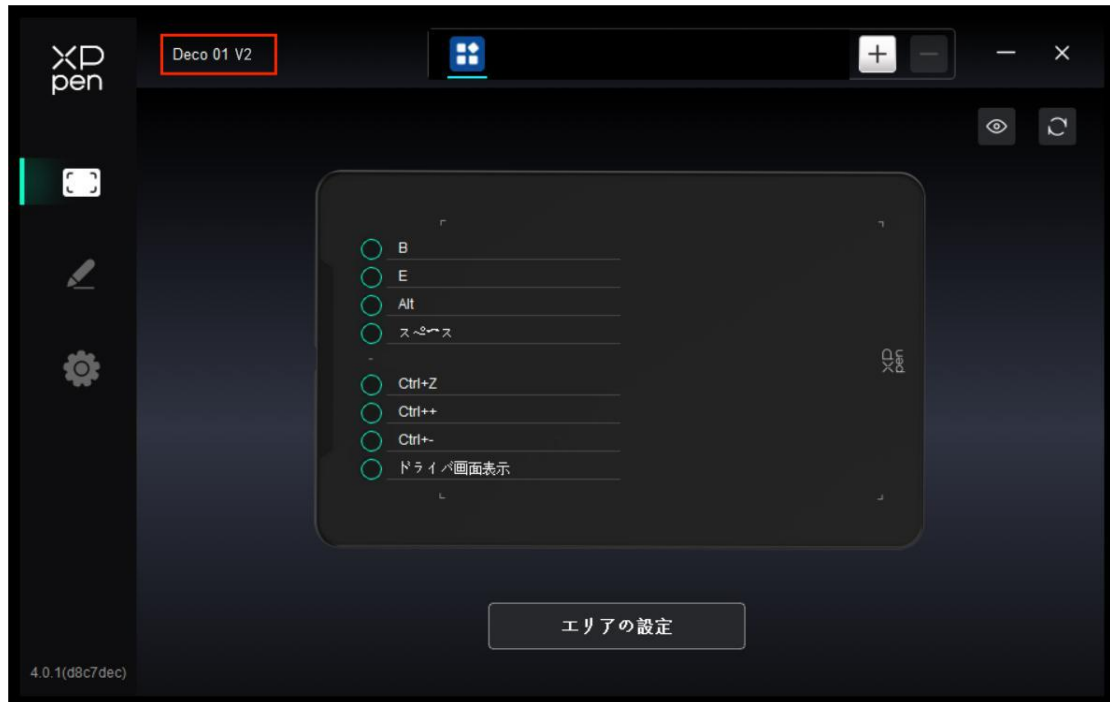 XP
pen
Deco 01 V2
B
E
Alt
スペース
-
Ctrl+Z
Ctrl++
Ctrl+-
ドライバ画面表示
XP
pen
エリアの設定
4.0.1(d8c7dec)